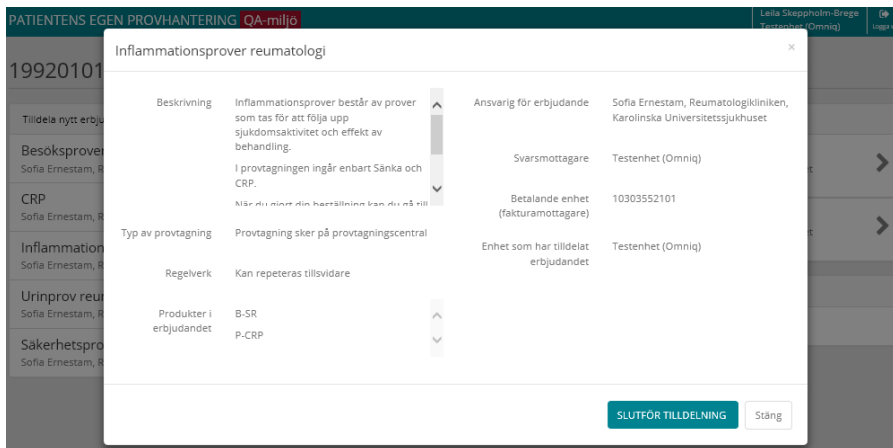 PATIENTENS EGEN PROVHANTERING QA-miljö
Leila Skeppholm-Brege
Testenhet (Omniq)
Logga
19920101
Inflammationsprover reumatologi
×
Beskrivning
Inflammationsprover består av prover
som tas för att följa upp
sjukdomsaktivitet och effekt av
behandling.
I provtagningen ingår enbart Sänka och
CRP.
När du gjort din beställning kan du gå till
Typ av provtagning
Provtagning sker på provtagningscentral
Regelverk
Kan repeteras tillsvidare
Produkter i
erbjudandet
B-SR
P-CRP
Ansvarig för erbjudande
Sofia Ernestam, Reumatologikliniken,
Karolinska Universitetssjukhuset
Svarsmottagare
Testenhet (Omniq)
Betalande enhet
(fakturamottagare)
10303552101
Enhet som har tilldelat
erbjudandet
Testenhet (Omniq)
SLUTFÖR TILLDELNING
Stäng
Tilldela nytt erbju
Besöksprover
Sofia Ernestam, R
CRP
Sofia Ernestam, R
Inflammation
Sofia Ernestam, R
Urinprov reu
Sofia Ernestam, R
Säkerhetspro
Sofia Ernestam, R